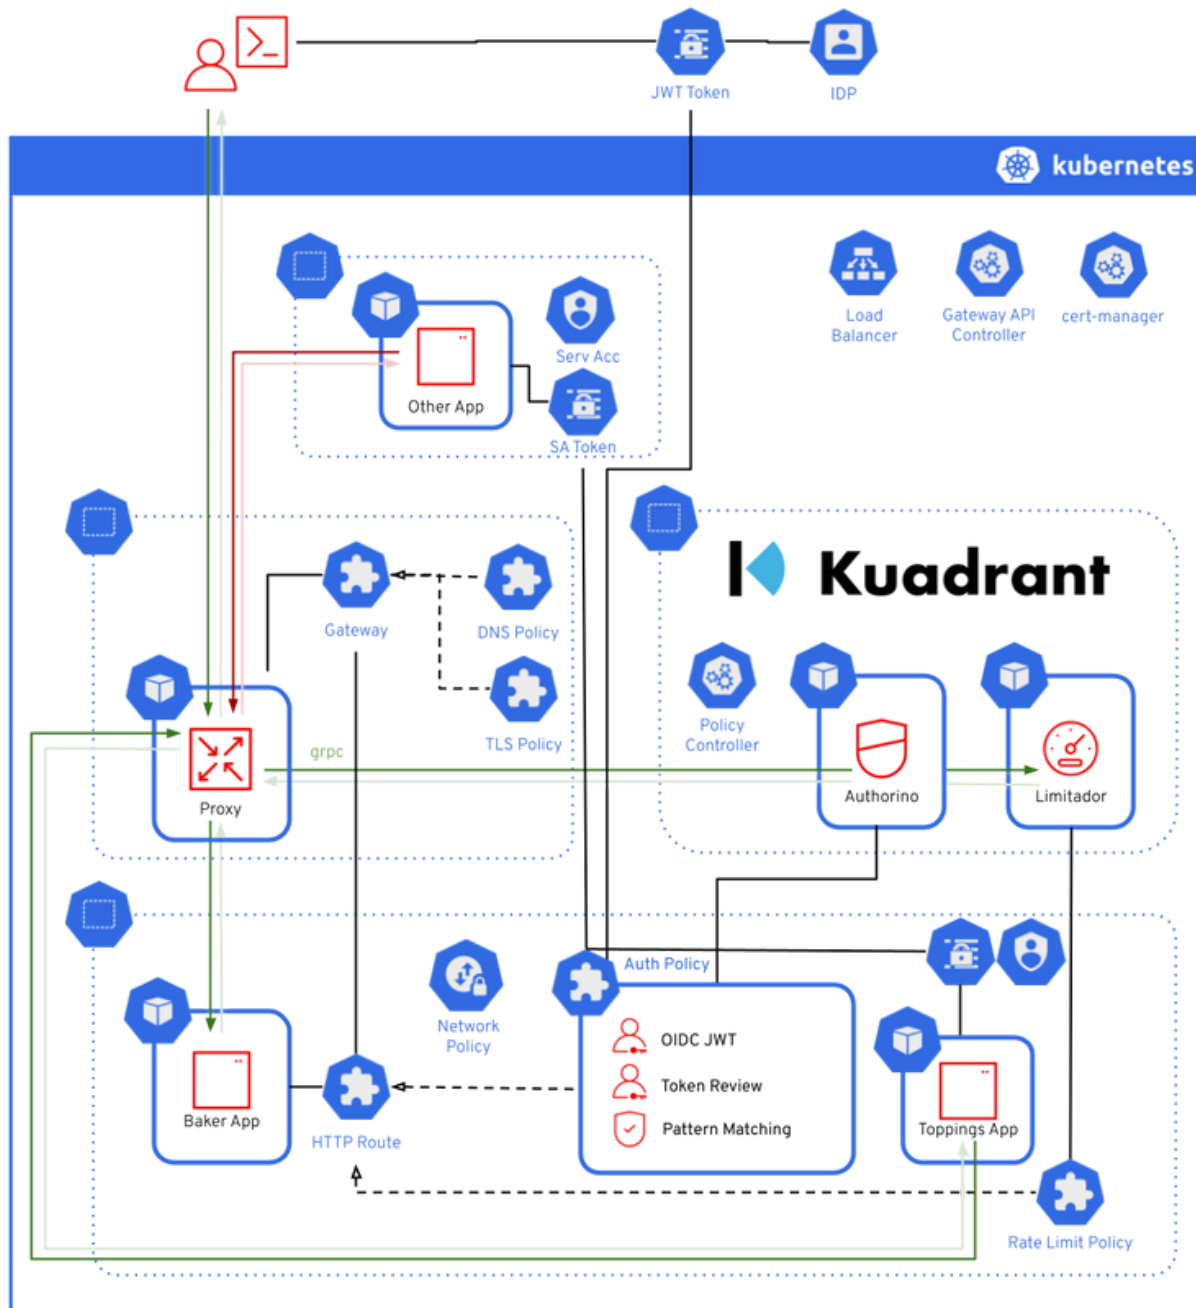 JWT Token
IDP
kubernetes
Load
Balancer
Gateway API
Controller
cert-manager
Serv Acc
Other App
SA Token
Kuadrant
Gateway
DNS Policy
TLS Policy
Policy
Controller
grpc
Proxy
Authorino
Limitador
Auth Policy
Network
Policy
OIDC JWT
Token Review
Pattern Matching
Baker App
HTTP Route
Toppings App
Rate Limit Policy